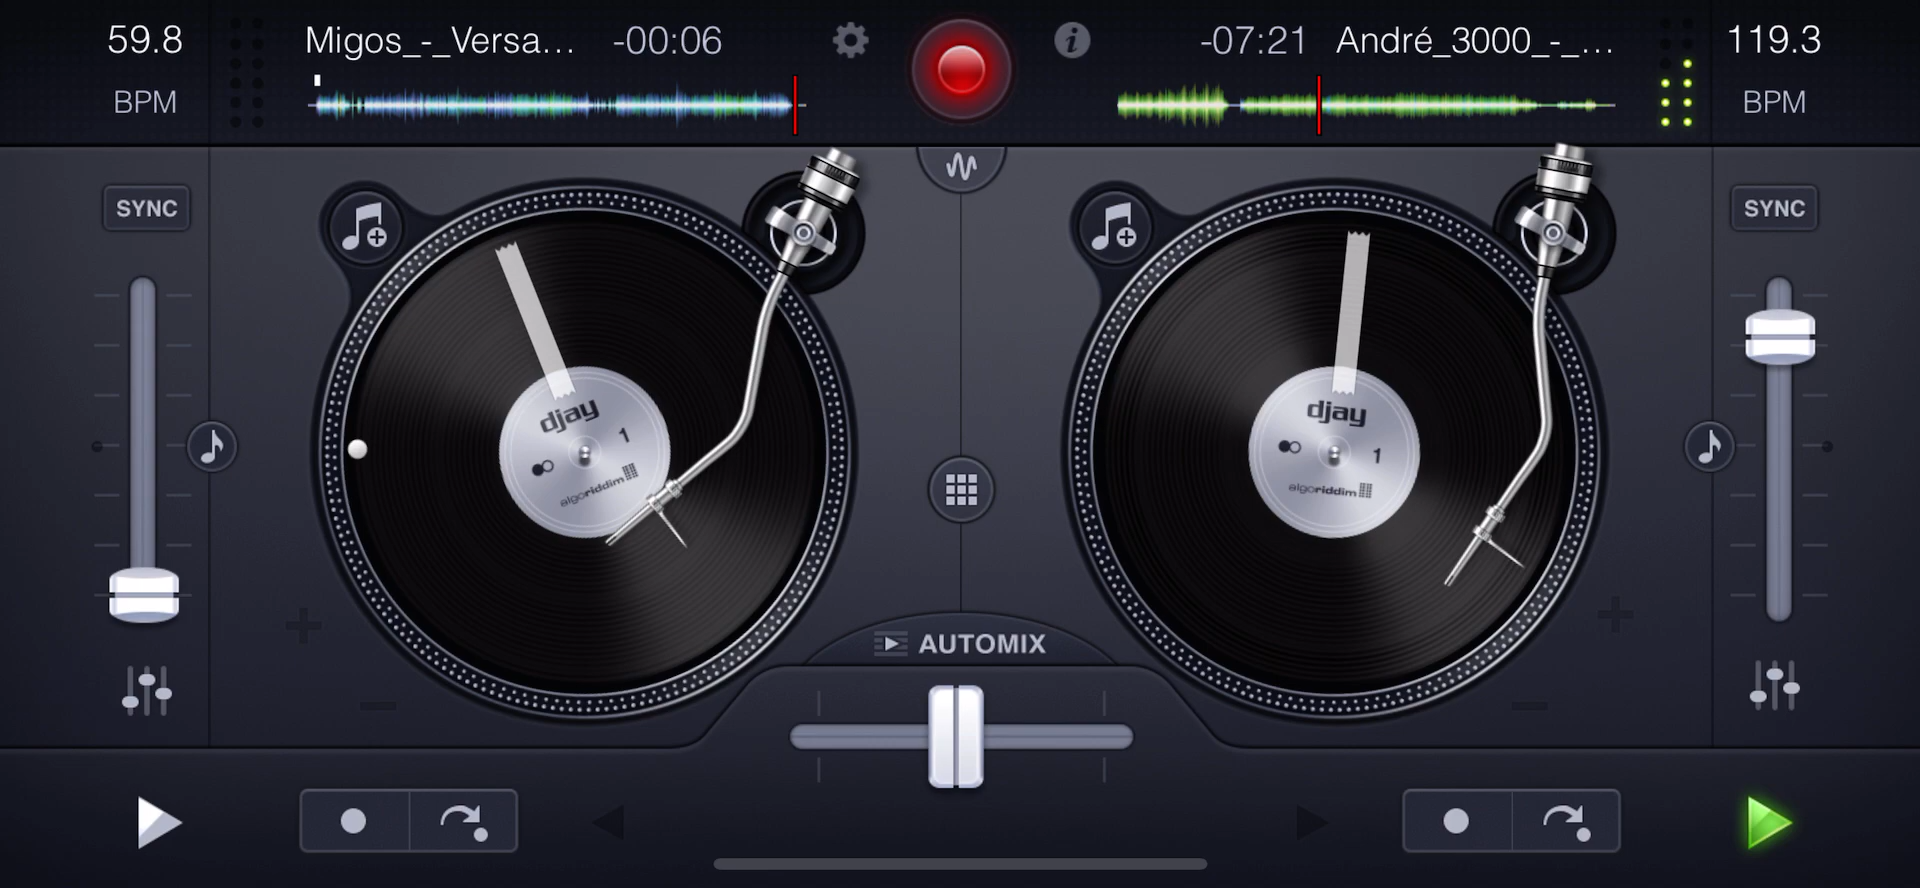 59.8
BPM
Migos_-_Versa...
-00:06
-07:21
André_3000_-_...
119.3
BPM
SYNC
SYNC
djay
1
algoriddim
djay
1
algoriddim
AUTOMIX